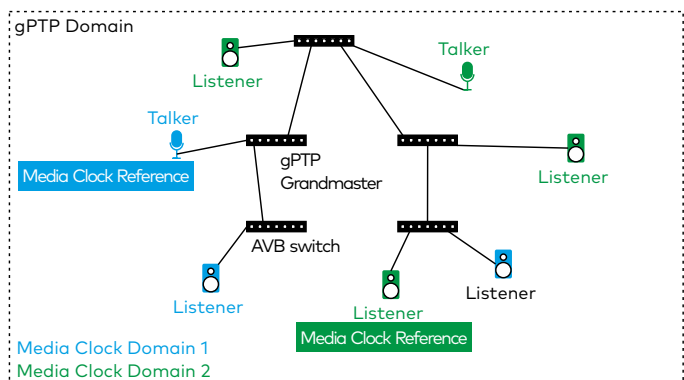 gPTP Domain
Listener
Talker
Talker
Media Clock Reference
gPTP
Grandmaster
Listener
AVB switch
Listener
Listener
Listener
Media Clock Reference
Media Clock Domain 1
Media Clock Domain 2